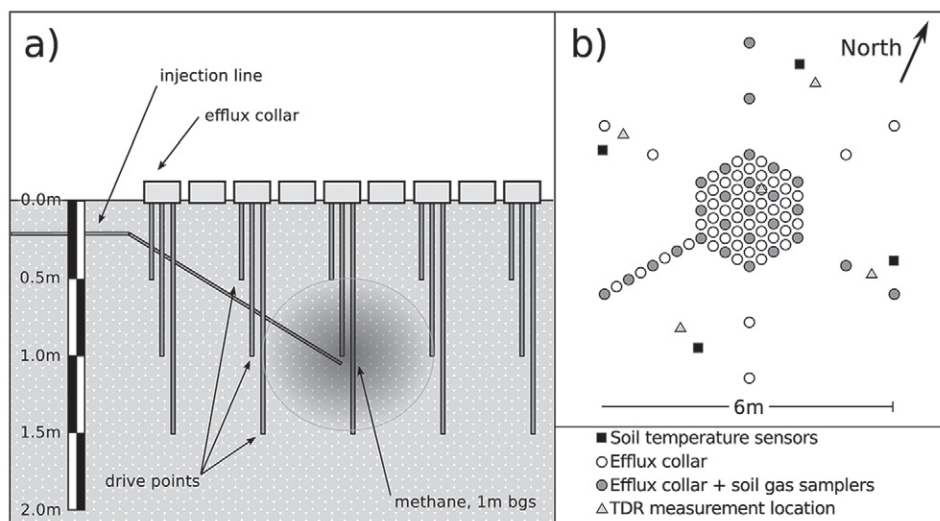 a)
injection line
efflux collar
0.0m
0.5m
1.0m
1.5m
2.0m
drive points
methane, 1m bgs
b)
North
6m
Soil temperature sensors
Efflux collar
Efflux collar + soil gas samplers
TDR measurement location